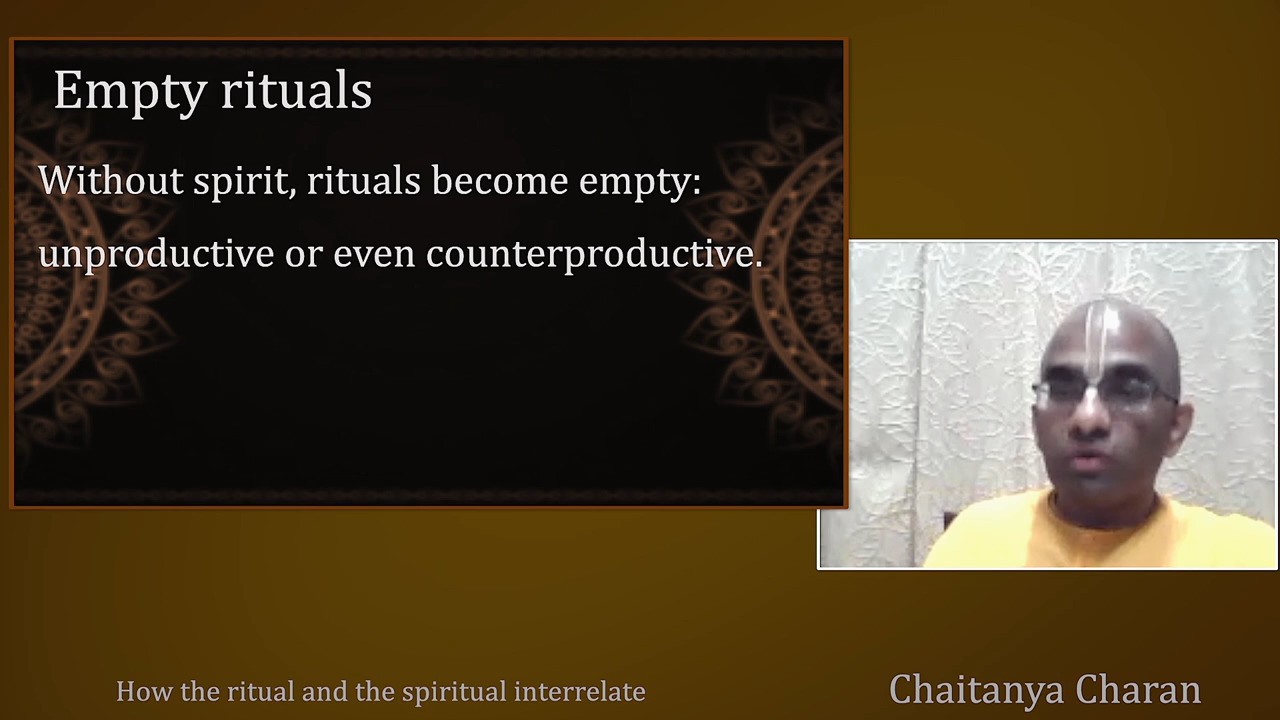 Empty rituals
Without spirit, rituals become empty:
unproductive or even counterproductive.
How the ritual and the spiritual interrelate
Chaitanya Charan